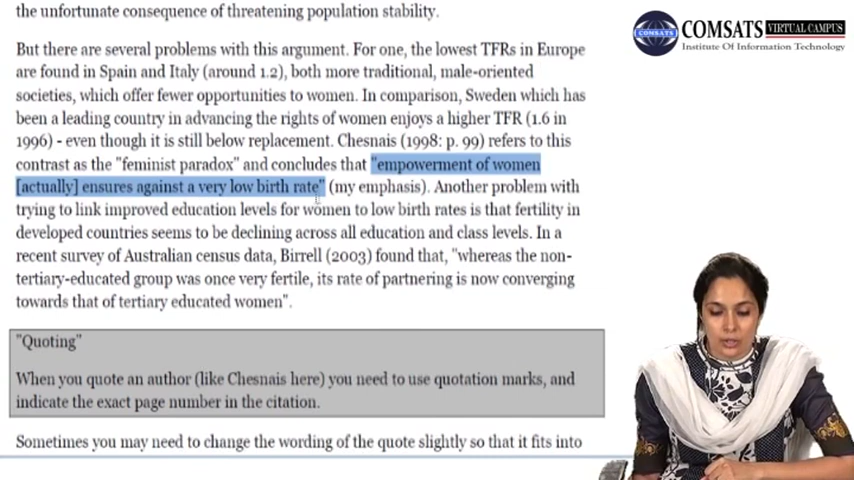 the unfortunate consequence of threatening population stability.
COMSATS VIRTUAL CAMPUS
Institute Of Information Technology
But there are several problems with this argument. For one, the lowest TFRs in Europe
are found in Spain and Italy (around 1.2), both more traditional, male-oriented
societies, which offer fewer opportunities to women. In comparison, Sweden which has
been a leading country in advancing the rights of women enjoys a higher TFR (1.6 in
1996) - even though it is still below replacement. Chesnais (1998: p. 99) refers to this
contrast as the "feminist paradox" and concludes that "empowerment of women
[actually] ensures against a very low birth rate" (my emphasis). Another problem with
trying to link improved education levels for women to low birth rates is that fertility in
developed countries seems to be declining across all education and class levels. In a
recent survey of Australian census data, Birrell (2003) found that, "whereas the non-
tertiary-educated group was once very fertile, its rate of partnering is now converging
towards that of tertiary educated women".
"Quoting"
When you quote an author (like Chesnais here) you need to use quotation marks, and
indicate the exact page number in the citation.
Sometimes you may need to change the wording of the quote slightly so that it fits into